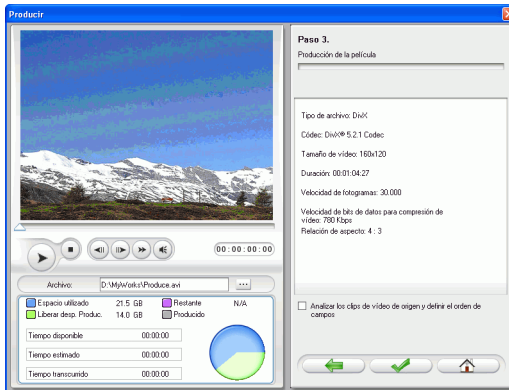 Producir
Paso 3.
Producción de la película
Tipo de archivo: DivX
Códec: DivX® 5.2.1 Codec
Tamaño de vídeo: 160x120
Duración: 00:01:04:27
Velocidad de fotogramas: 30.000
Velocidad de bits de datos para compresión de
vídeo: 780 Kbps
Relación de aspecto: 4 : 3
Analizar los clips de vídeo de origen y definir el orden de
campos
00:00:00:00
Archivo: D:\MyWorks\Produce.avi ...
Espacio utilizado 21.5 GB Restante N/A
Liberar desp. Produc. 14.0 GB Producido
Tiempo disponible 00:00:00
Tiempo estimado 00:00:00
Tiempo transcurrido 00:00:00